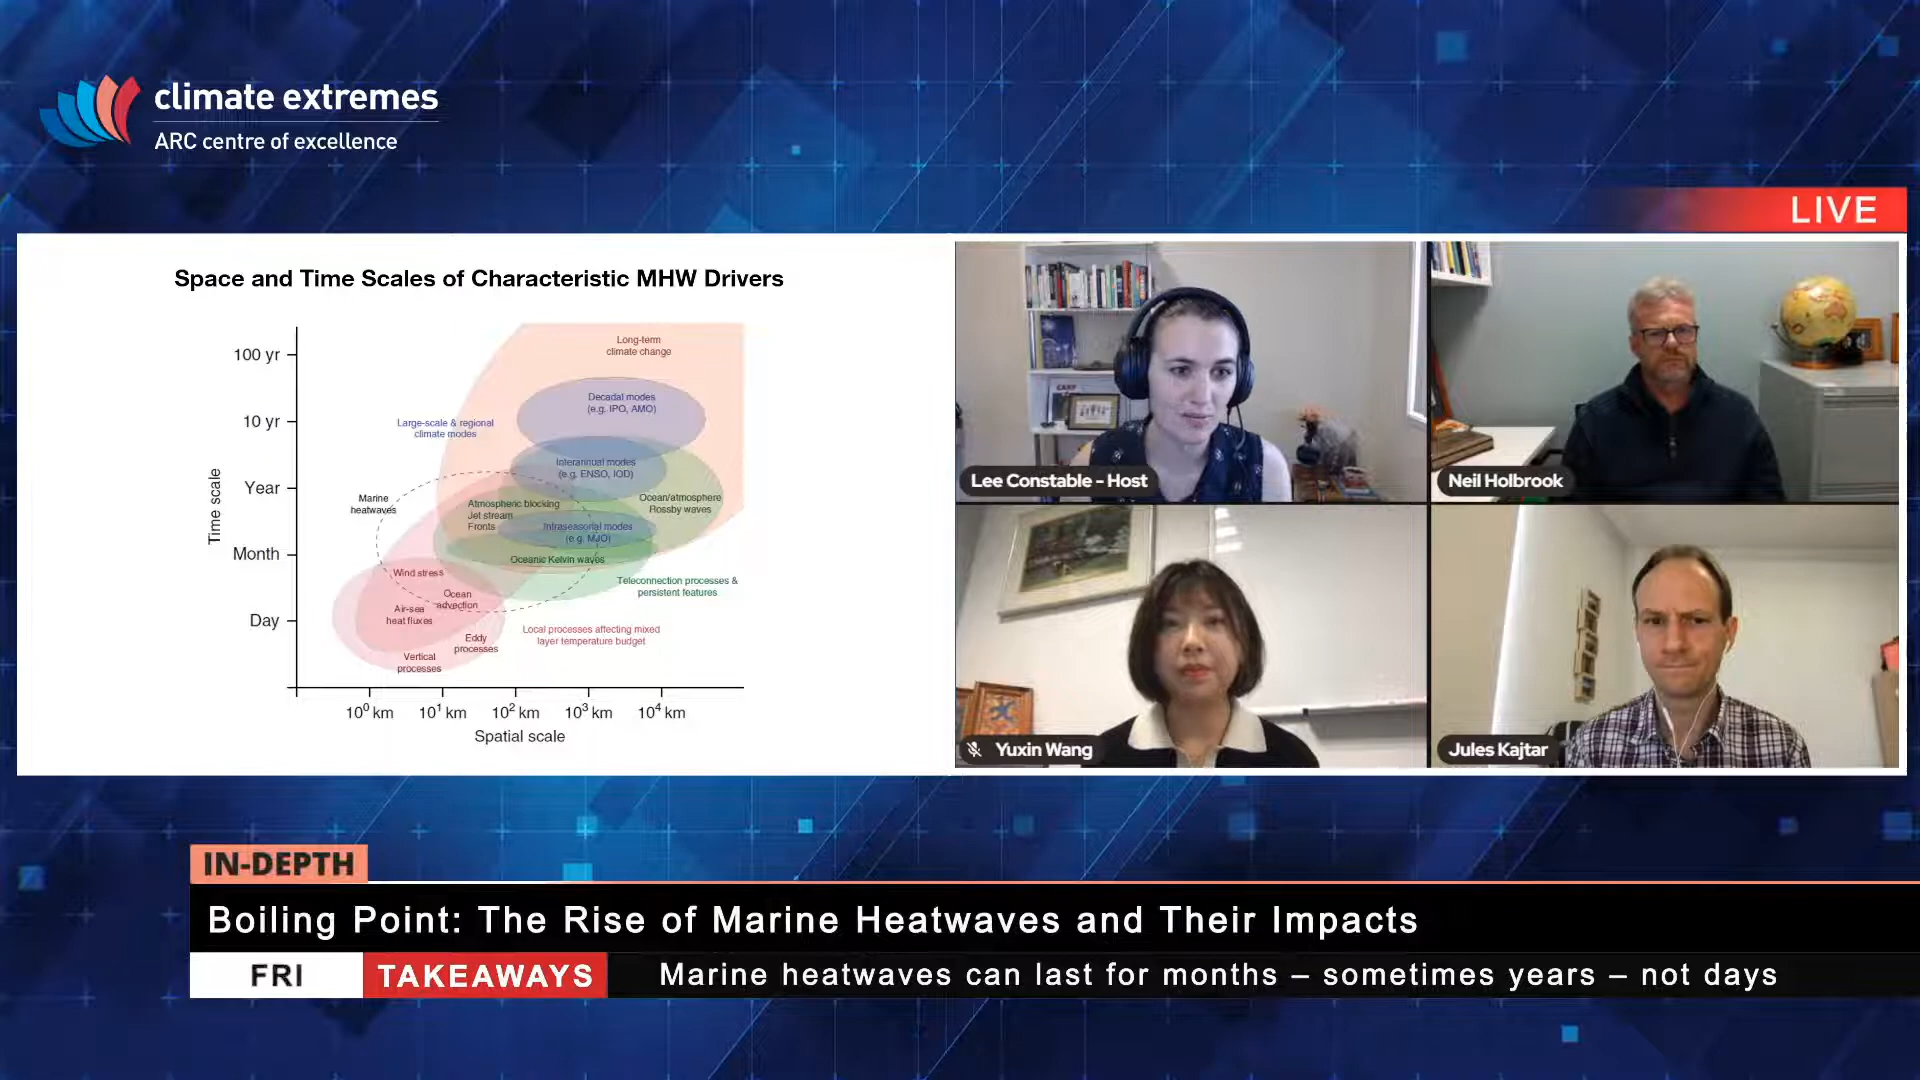 climate extremes
ARC centre of excellence
LIVE
Space and Time Scales of Characteristic MHW Drivers
Long-term
climate change
100 yr
Decadal modes
(e.g. IPO, AMO)
Large-scale & regional
climate modes
10 yr
Interannual modes
(e.g. ENSO, IOD)
Year
Marine
heatwaves
Atmospheric blocking
Jet stream
Fronts
Ocean/atmosphere
Rossby waves
Intraseasonal modes
(e.g. MJO)
Time scale
Month
Oceanic Kelvin waves
Wind stress
Teleconnection processes &
persistent features
Ocean
advection
Air-sea
heat fluxes
Day
Local processes affecting mixed
layer temperature budget
Eddy
processes
Vertical
processes
10⁰ km 10¹ km 10² km 10³ km 10⁴ km
Spatial scale
CARP
Lee Constable - Host
Neil Holbrook
Yuxin Wang
Jules Kajtar
IN-DEPTH
Boiling Point: The Rise of Marine Heatwaves and Their Impacts
FRI
TAKEAWAYS
Marine heatwaves can last for months – sometimes years – not days